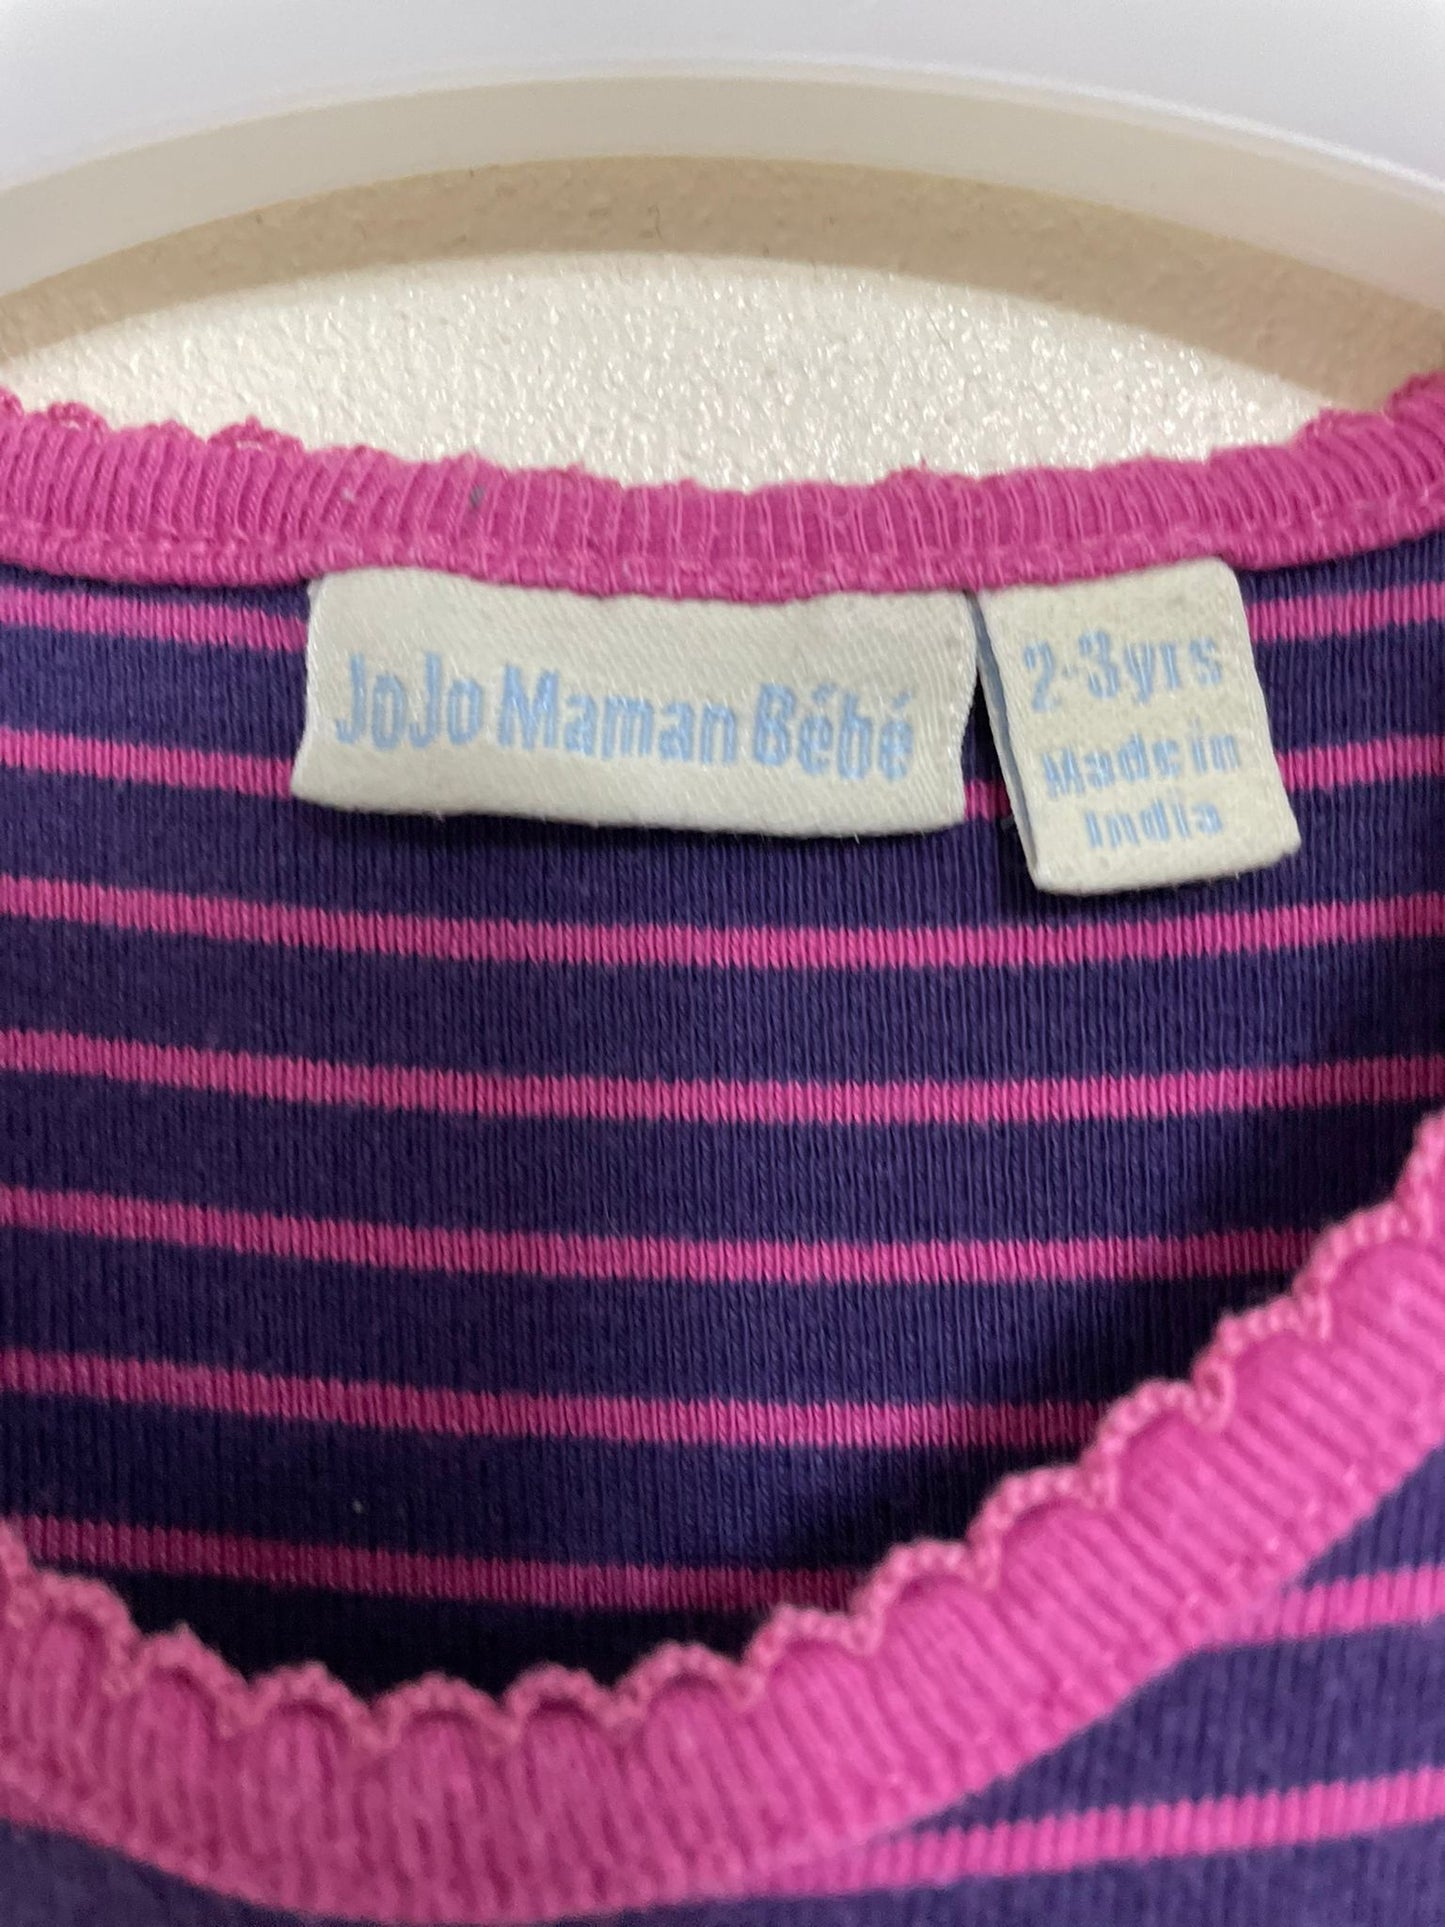 JoJo Maman Bébé
2-3yrs
Made in
India